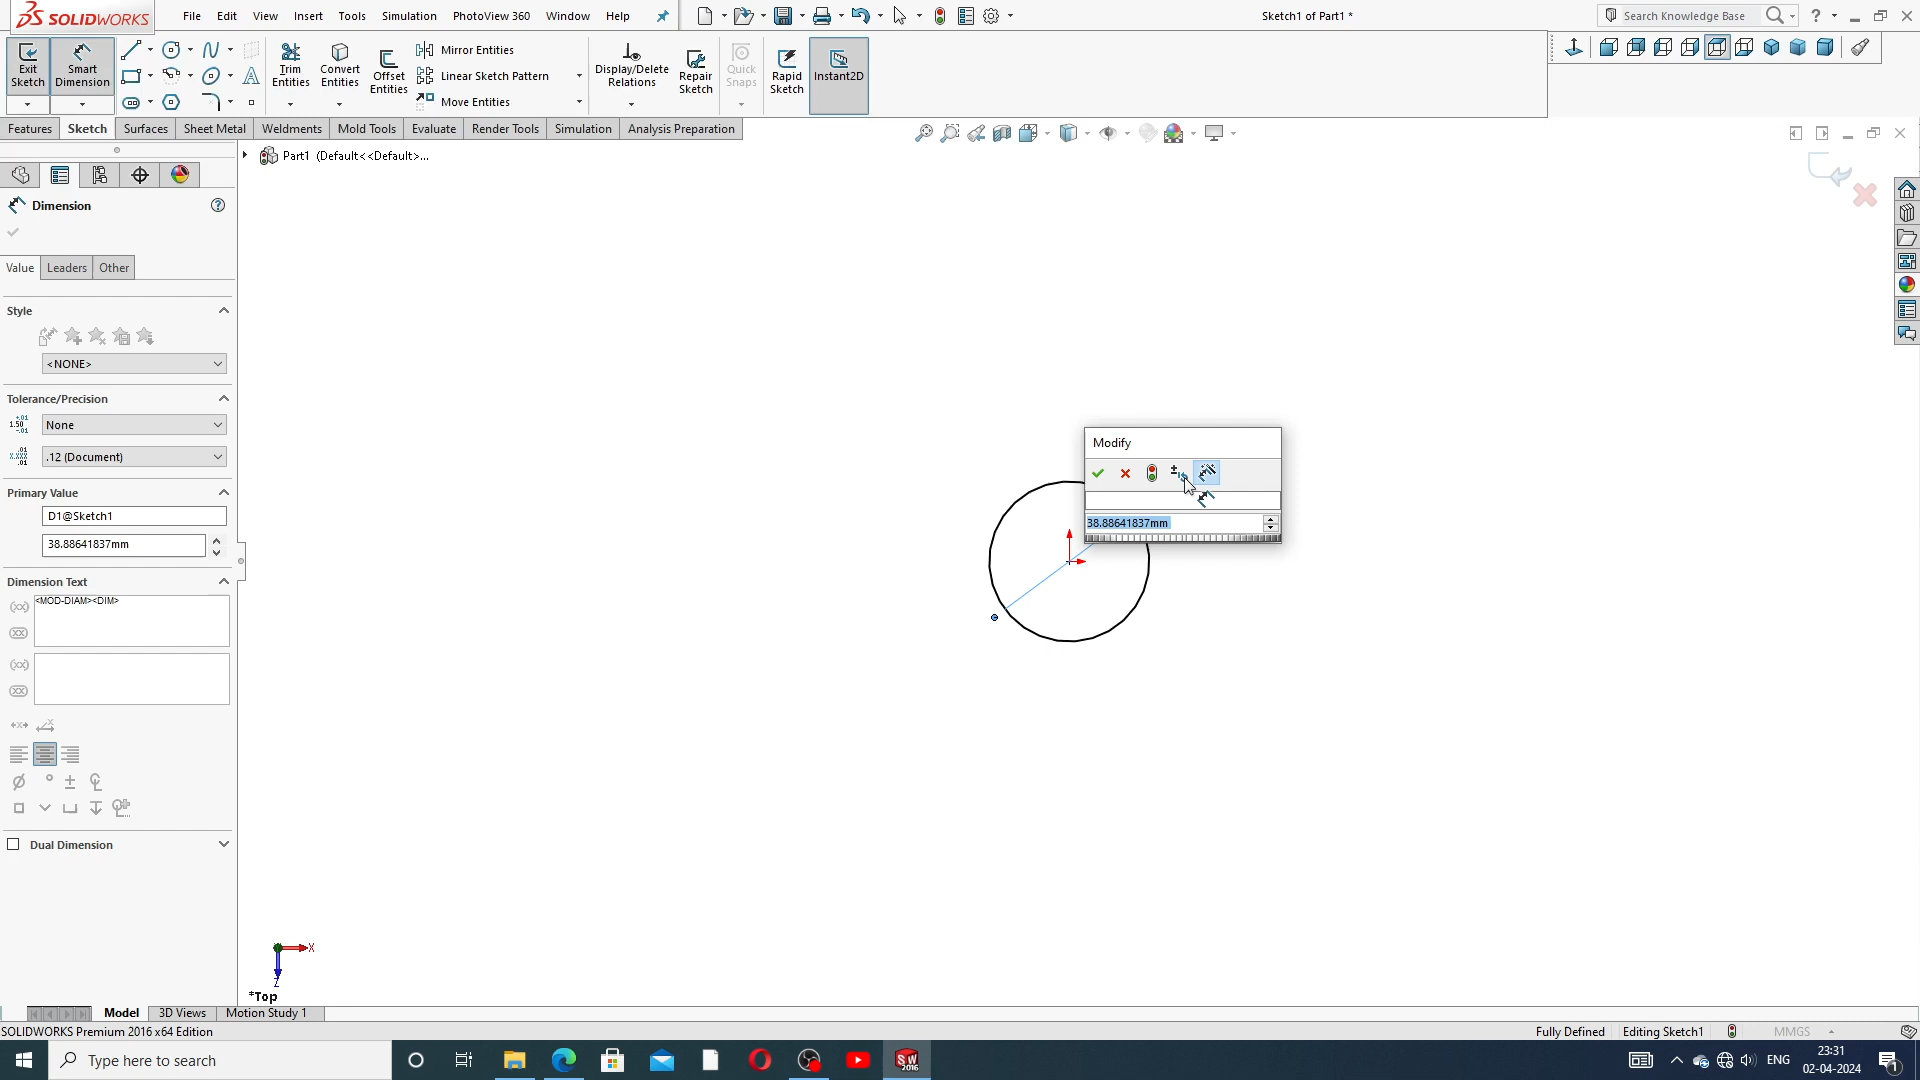 SOLIDWORKS File Edit View Insert Tools Simulation PhotoView 360 Window Help Sketch1 of Part1 * Search Knowledge Base ?
Exit Sketch Smart Dimension Trim Entities Convert Entities Offset Entities Mirror Entities Linear Sketch Pattern Move Entities Display/Delete Relations Repair Sketch Quick Snaps Rapid Sketch Instant2D
Features Sketch Surfaces Sheet Metal Weldments Mold Tools Evaluate Render Tools Simulation Analysis Preparation
Part1 (Default<<Default>...
Dimension ?
Value Leaders Other
Style
<NONE>
Tolerance/Precision
None
.12 (Document)
Primary Value
D1@Sketch1
38.88641837mm
Dimension Text
<MOD-DIAM><DIM>
Dual Dimension
Modify
38.88641837mm
X
Z
*Top
Model 3D Views Motion Study 1
SOLIDWORKS Premium 2016 x64 Edition Fully Defined Editing Sketch1 MMGS
Type here to search ENG 23:31
02-04-2024